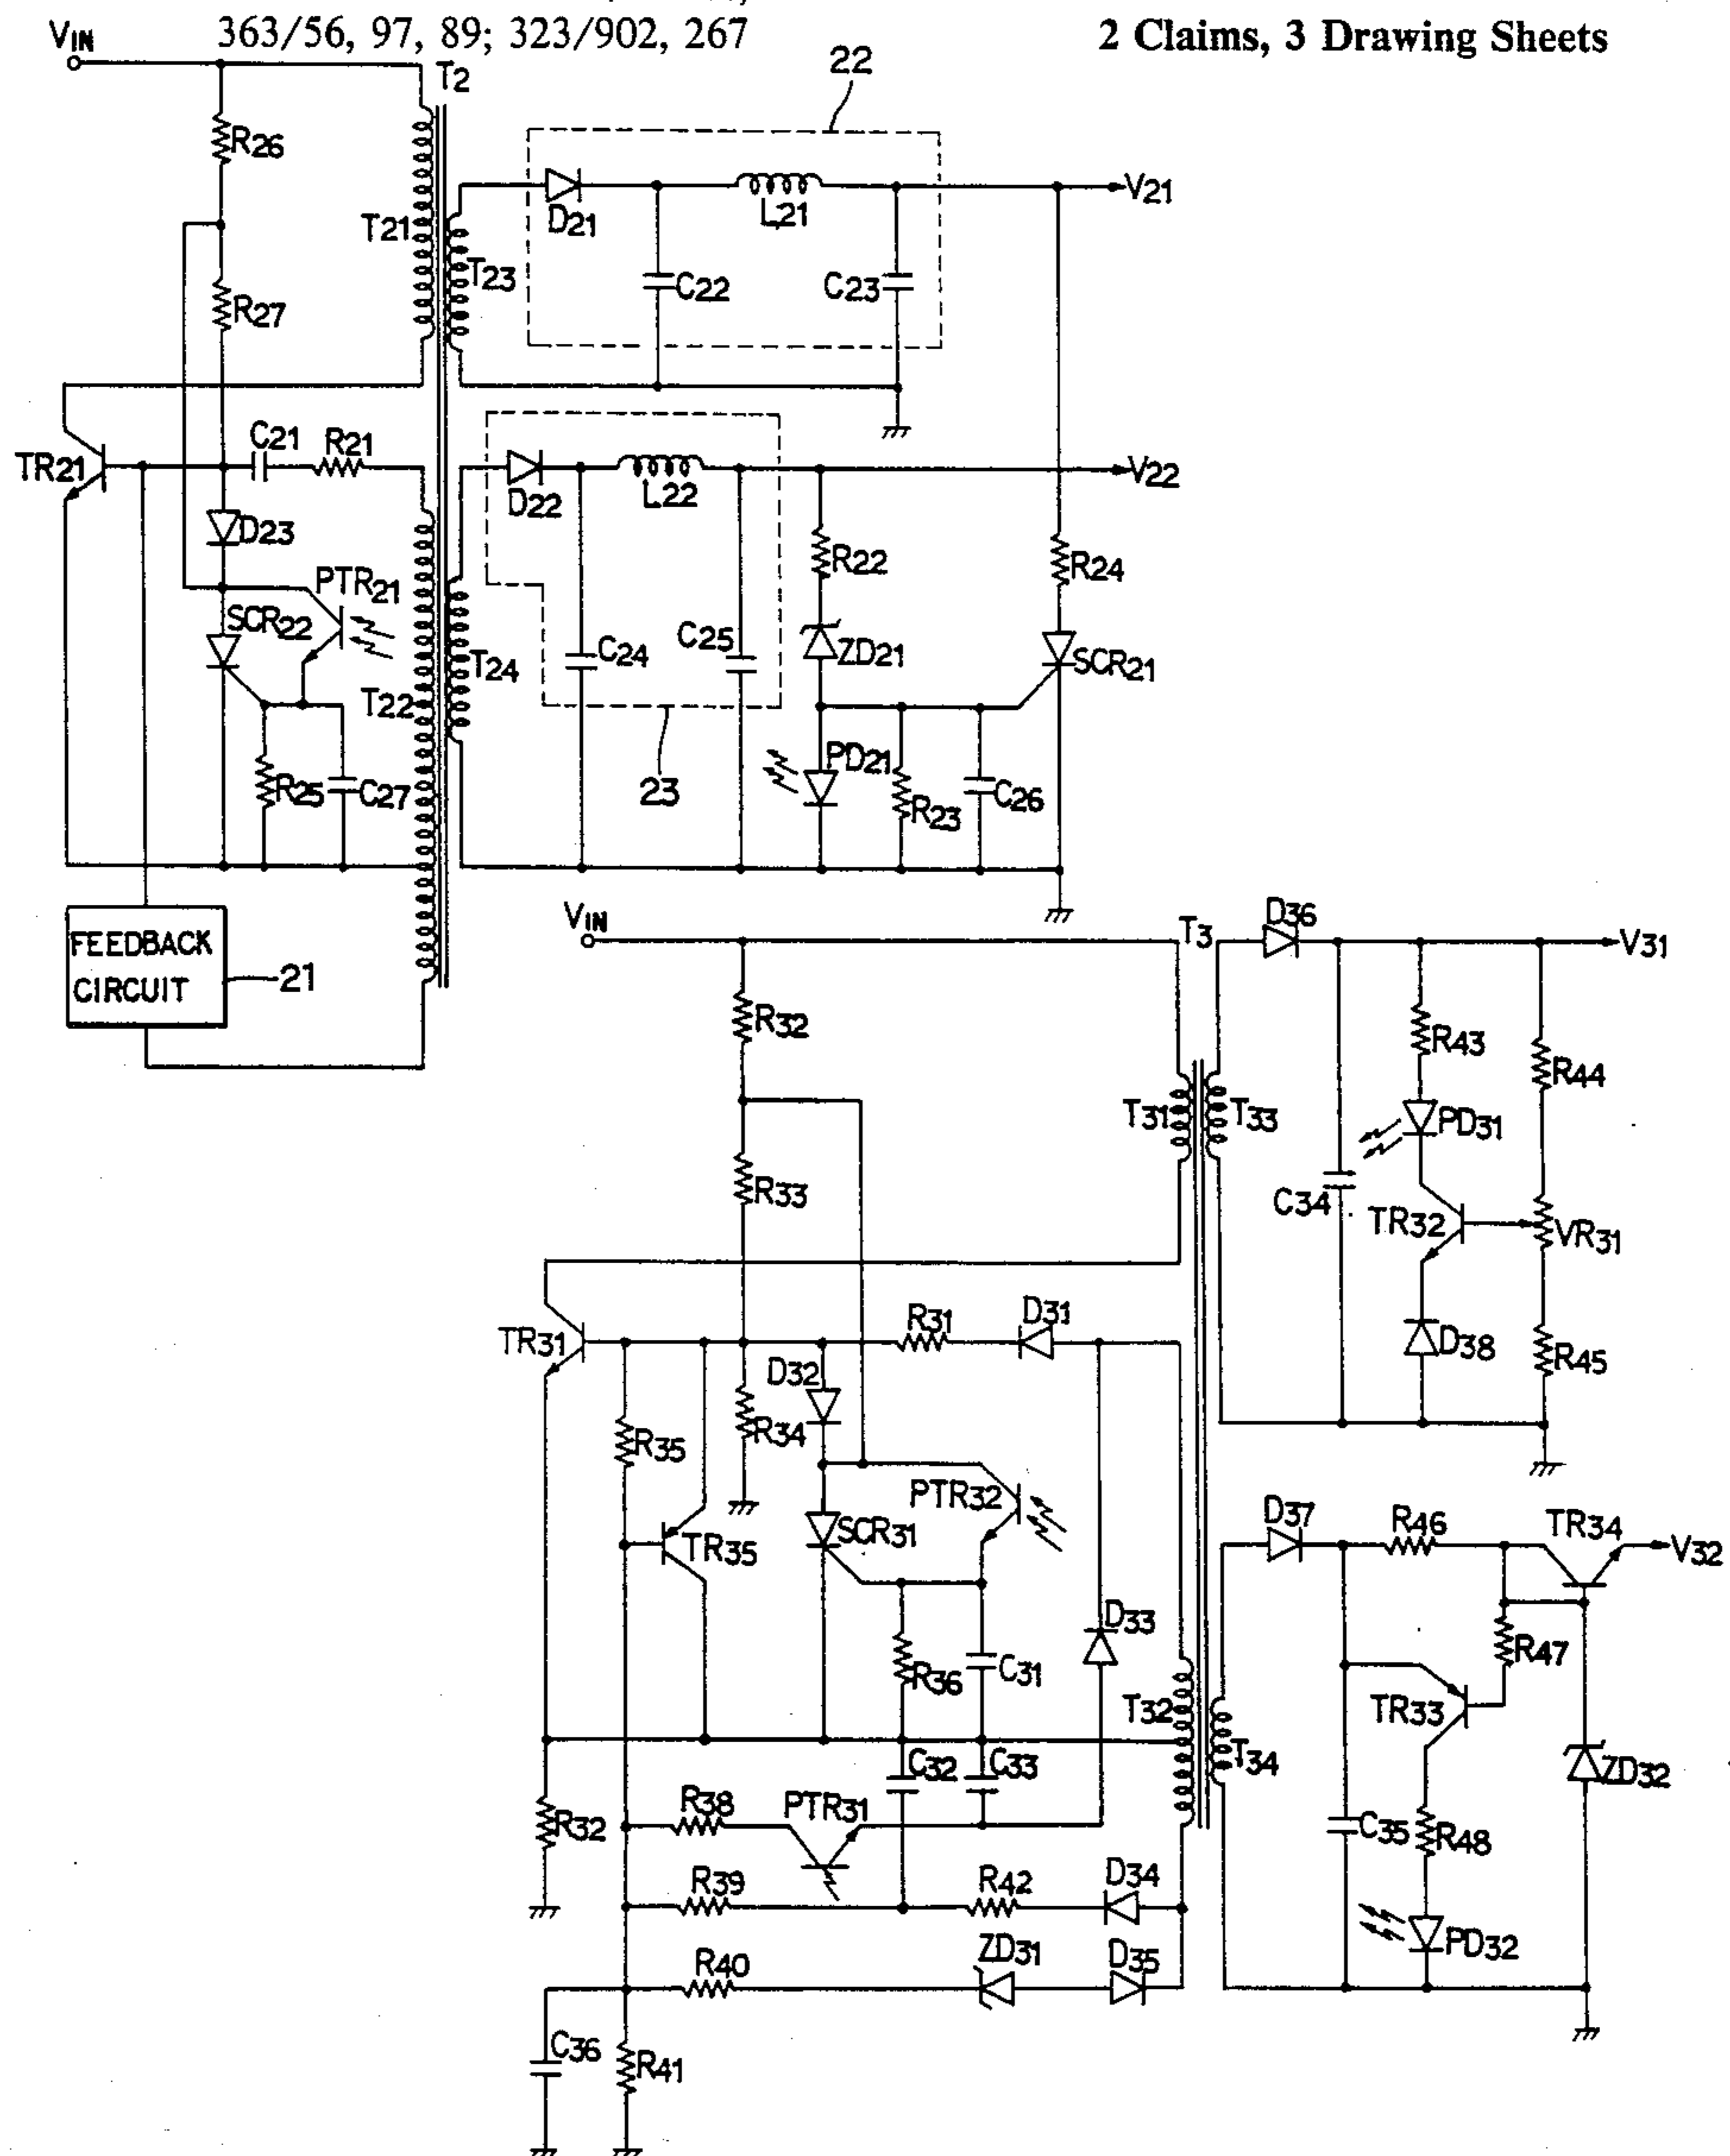 363/56, 97, 89; 323/902, 267
2 Claims, 3 Drawing Sheets
VIN
T2
22
R26
D21
L21
V21
T21
T23
C22
C23
R27
TR21
C21
R21
D22
L22
V22
D23
R22
R24
PTR21
SCR22
C24
C25
ZD21
SCR21
T22
T24
R25
C27
23
PD21
R23
C26
FEEDBACK
CIRCUIT
21
VIN
T3
D36
V31
R32
R43
R44
T31
T33
PD31
R33
C34
TR32
VR31
TR31
R31
D31
D32
D38
R45
R35
R34
PTR32
SCR31
TR35
D37
R46
TR34
V32
D33
R36
C31
R47
T32
TR33
T34
C32
C33
ZD32
R32
R38
PTR31
C35
R48
R39
R42
D34
PD32
R40
ZD31
D35
C36
R41